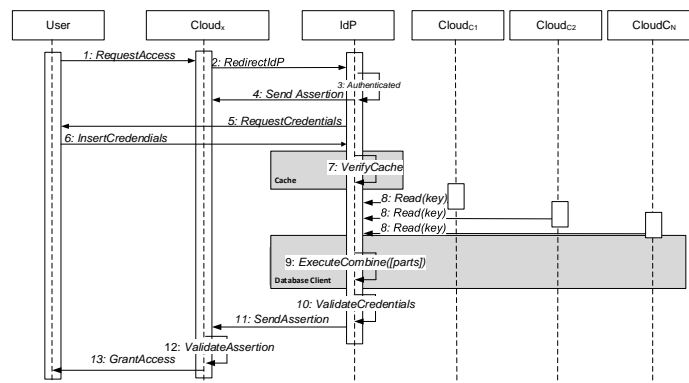 User
Cloudx
IdP
CloudC1
CloudC2
CloudCN
1: RequestAccess
2: RedirectIdP
3: Authenticated
4: Send Assertion
5: RequestCredentials
6: InsertCredendials
7: VerifyCache
Cache
8: Read(key)
8: Read(key)
8: Read(key)
9: ExecuteCombine([parts])
Database Client
10: ValidateCredentials
11: SendAssertion
12: ValidateAssertion
13: GrantAccess